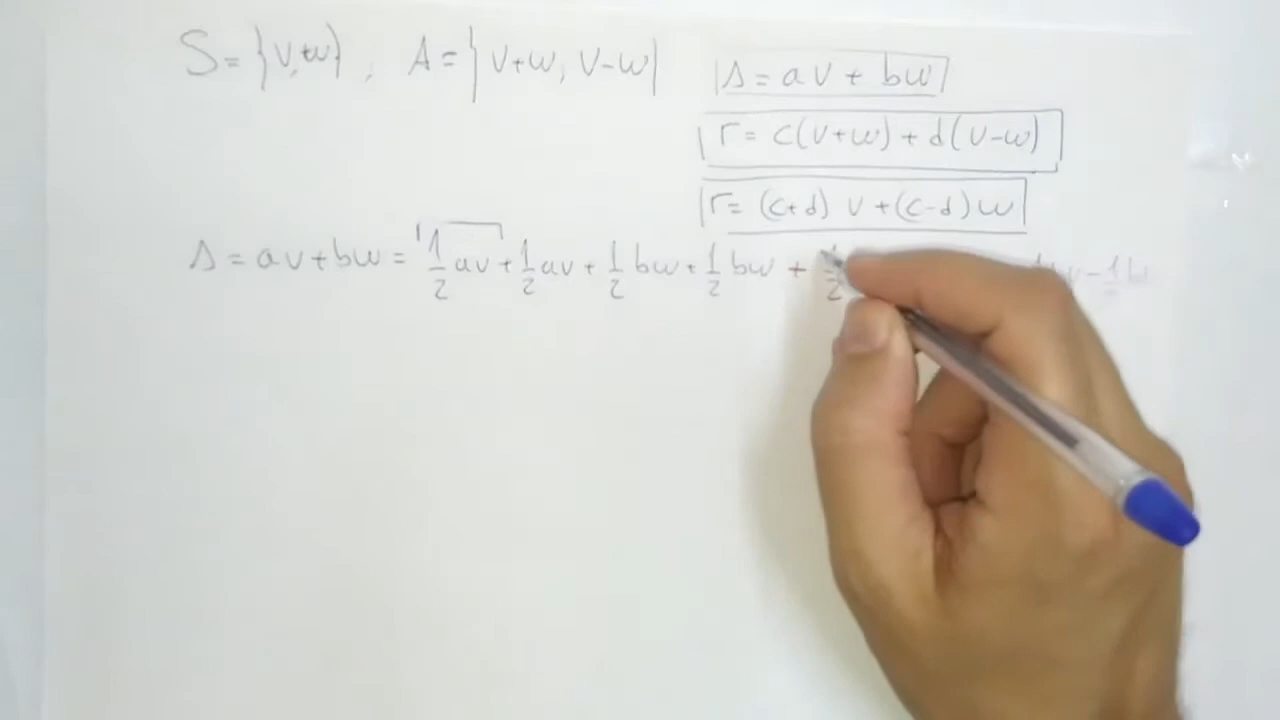 S = {v, w}, A = {v+w, v-w}
s = av + bw
r = c(v+w) + d(v-w)
r = (c+d) v + (c-d) w
s = av + bw = 1/2 av + 1/2 av + 1/2 bw + 1/2 bw +